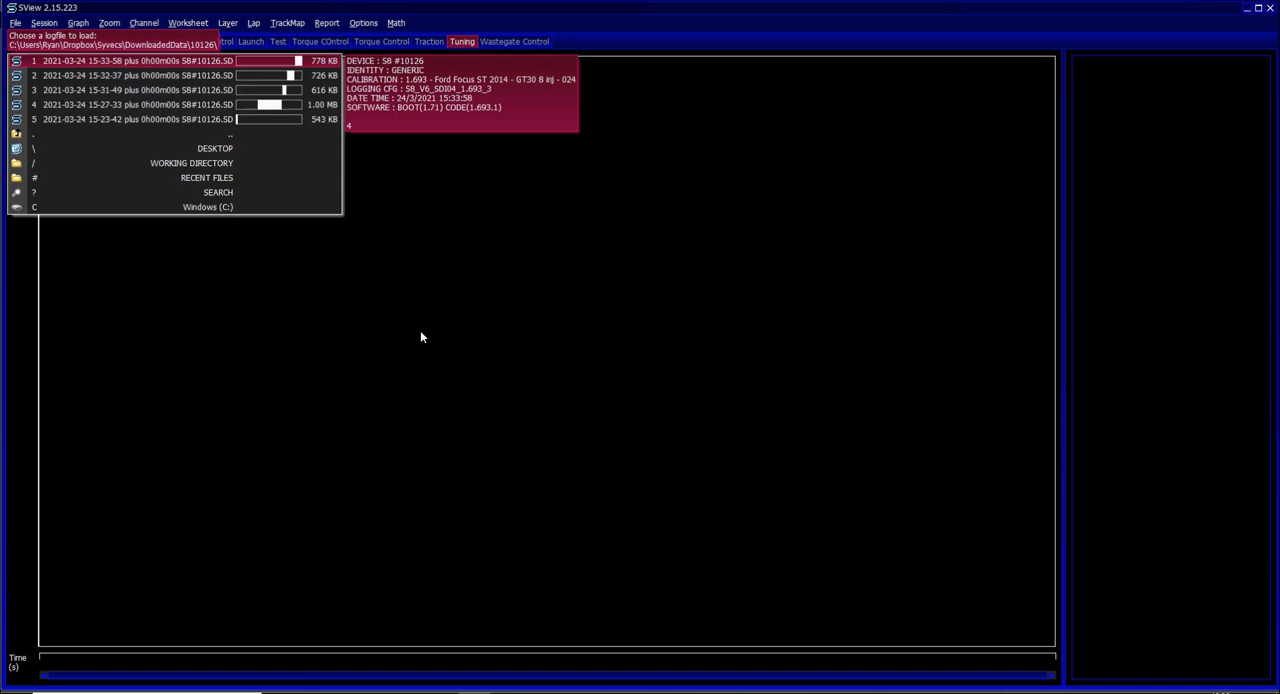 SView 2.15.223
File Session Graph Zoom Channel Worksheet Layer Lap TrackMap Report Options Math
Choose a logfile to load:
C:\Users\Ryan\Dropbox\Syvecs\DownloadedData\10126\
trol Launch Test Torque COntrol Torque Control Traction Tuning Wastegate Control
1 2021-03-24 15-33-58 plus 0h00m00s S8#10126.SD 778 KB
2 2021-03-24 15-32-37 plus 0h00m00s S8#10126.SD 726 KB
3 2021-03-24 15-31-49 plus 0h00m00s S8#10126.SD 616 KB
4 2021-03-24 15-27-33 plus 0h00m00s S8#10126.SD 1.00 MB
5 2021-03-24 15-23-42 plus 0h00m00s S8#10126.SD 543 KB
. ..
\ DESKTOP
/ WORKING DIRECTORY
# RECENT FILES
? SEARCH
C Windows (C:)
DEVICE : S8 #10126
IDENTITY : GENERIC
CALIBRATION : 1.693 - Ford Focus ST 2014 - GT30 8 inj - 024
LOGGING CFG : S8_V6_SDI04_1.693_3
DATE TIME : 24/3/2021 15:33:58
SOFTWARE : BOOT(1.71) CODE(1.693.1)
4
Time
(s)